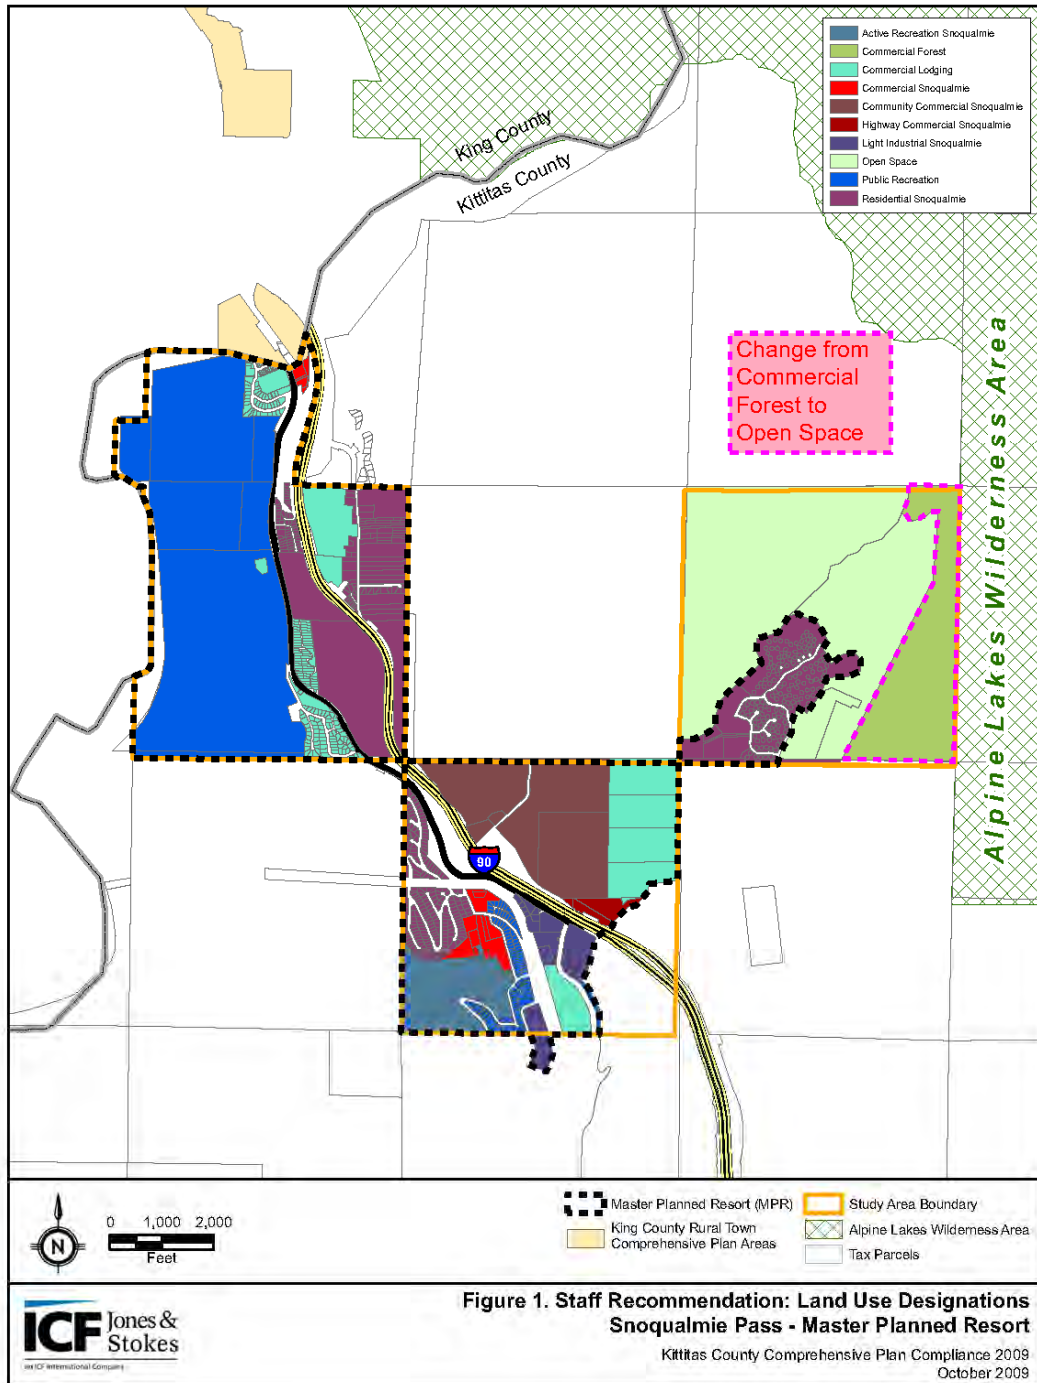 Active Recreation Snoqualmie
Commercial Forest
Commercial Lodging
Commercial Snoqualmie
Community Commercial Snoqualmie
Highway Commercial Snoqualmie
Light Industrial Snoqualmie
Open Space
Public Recreation
Residential Snoqualmie
King County
Kittitas County
Change from
Commercial
Forest to
Open Space
Alpine Lakes Wilderness Area
90
N
0 1,000 2,000
Feet
Master Planned Resort (MPR)
King County Rural Town
Comprehensive Plan Areas
Study Area Boundary
Alpine Lakes Wilderness Area
Tax Parcels
ICF Jones &
Stokes
an ICF International Company
Figure 1. Staff Recommendation: Land Use Designations
Snoqualmie Pass - Master Planned Resort
Kittitas County Comprehensive Plan Compliance 2009
October 2009